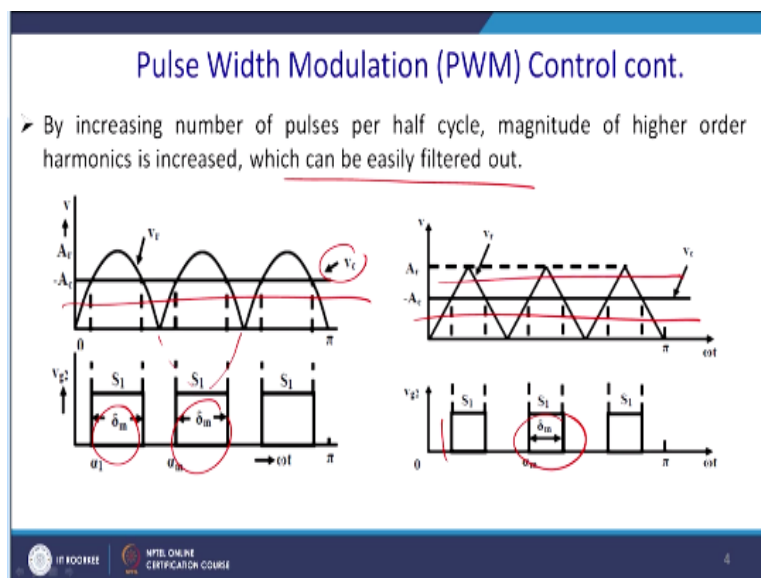 Pulse Width Modulation (PWM) Control cont.
➤ By increasing number of pulses per half cycle, magnitude of higher order
harmonics is increased, which can be easily filtered out.
v
Ar
vr
vc
-Ac
0
π
v
Ar
vr
vc
-Ac
π
ωt
vg2
S1
S1
S1
δm
δm
α1
αm
ωt
π
vg2
S1
S1
S1
δm
0
αm
π
ωt
IIT ROORKEE
NPTEL ONLINE
CERTIFICATION COURSE
4